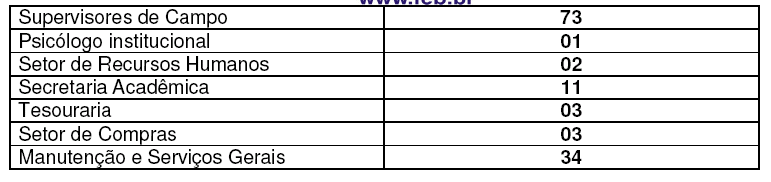 www.feb.br
Supervisores de Campo 73
Psicólogo institucional 01
Setor de Recursos Humanos 02
Secretaria Acadêmica 11
Tesouraria 03
Setor de Compras 03
Manutenção e Serviços Gerais 34